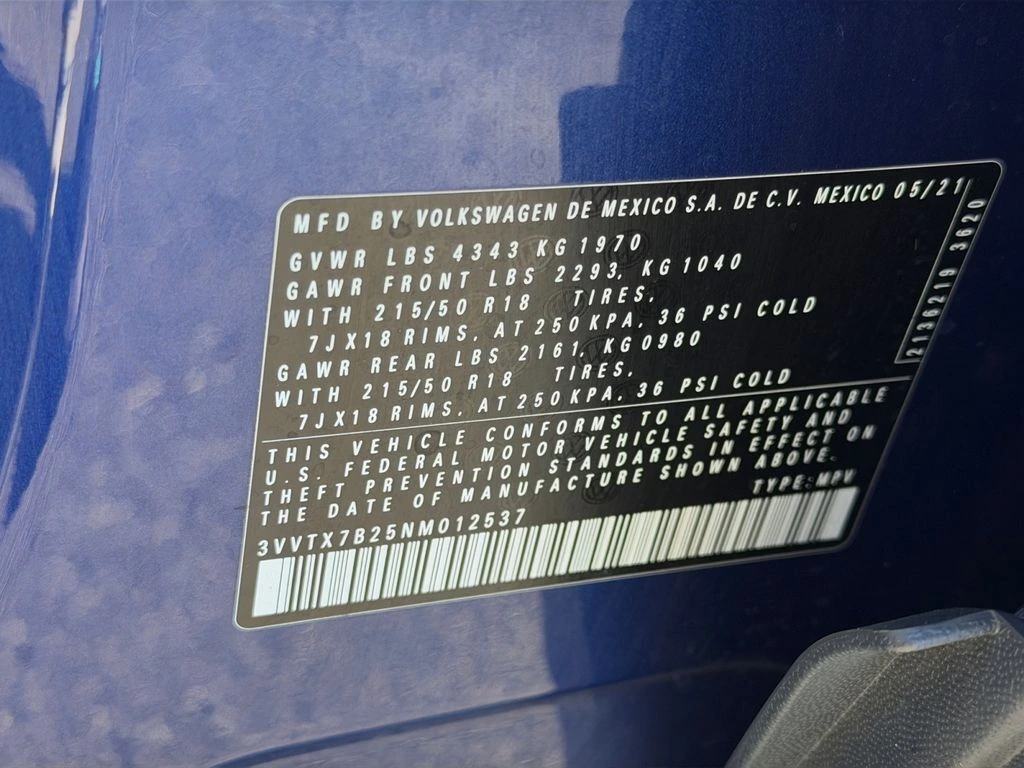 MFD BY VOLKSWAGEN DE MEXICO S.A. DE C.V. MEXICO 05/21
GVWR LBS 4343 KG 1970
GAWR FRONT LBS 2293, KG 1040
WITH 215/50 R18 TIRES,
7JX18 RIMS, AT 250 KPA, 36 PSI COLD
GAWR REAR LBS 2161, KG 0980
WITH 215/50 R18 TIRES,
7JX18 RIMS, AT 250 KPA, 36 PSI COLD
THIS VEHICLE CONFORMS TO ALL APPLICABLE
U.S. FEDERAL MOTOR VEHICLE SAFETY AND
THEFT PREVENTION STANDARDS IN EFFECT ON
THE DATE OF MANUFACTURE SHOWN ABOVE.
TYPE: MPV
3VVTX7B25NM012537
2136219 3620